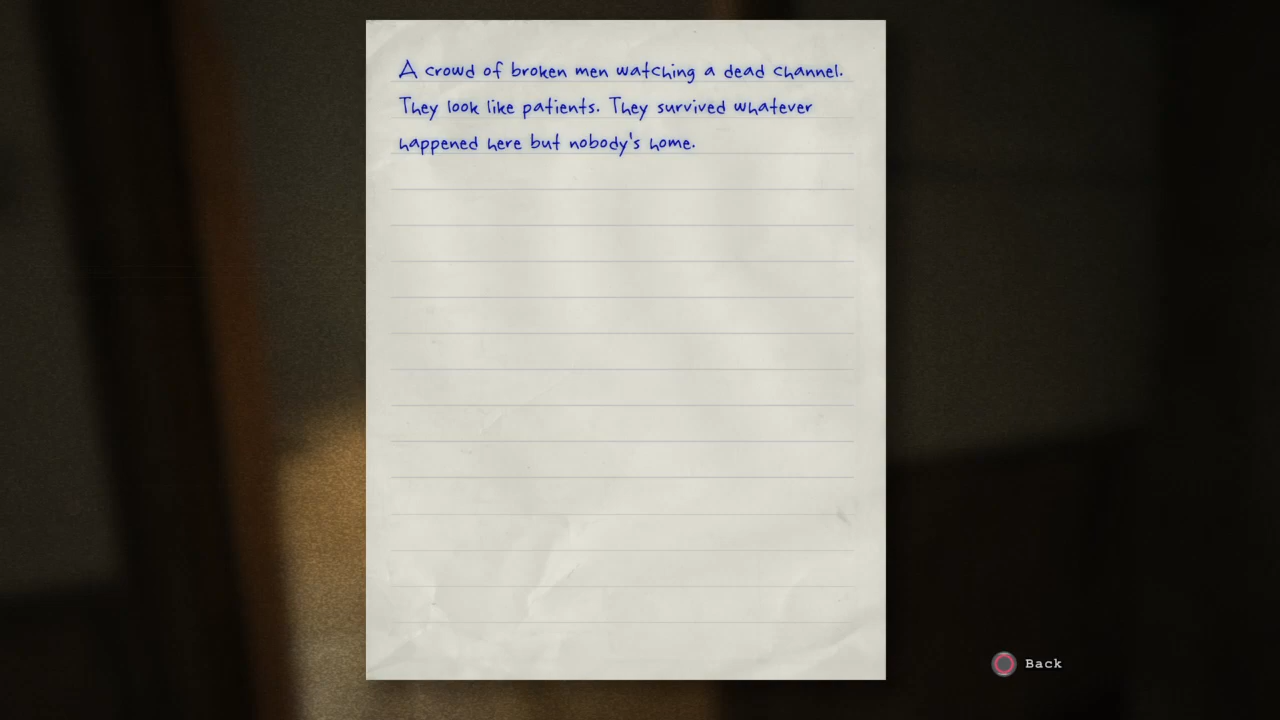 A crowd of broken men watching a dead channel.
They look like patients. They survived whatever
happened here but nobody's home.
Back